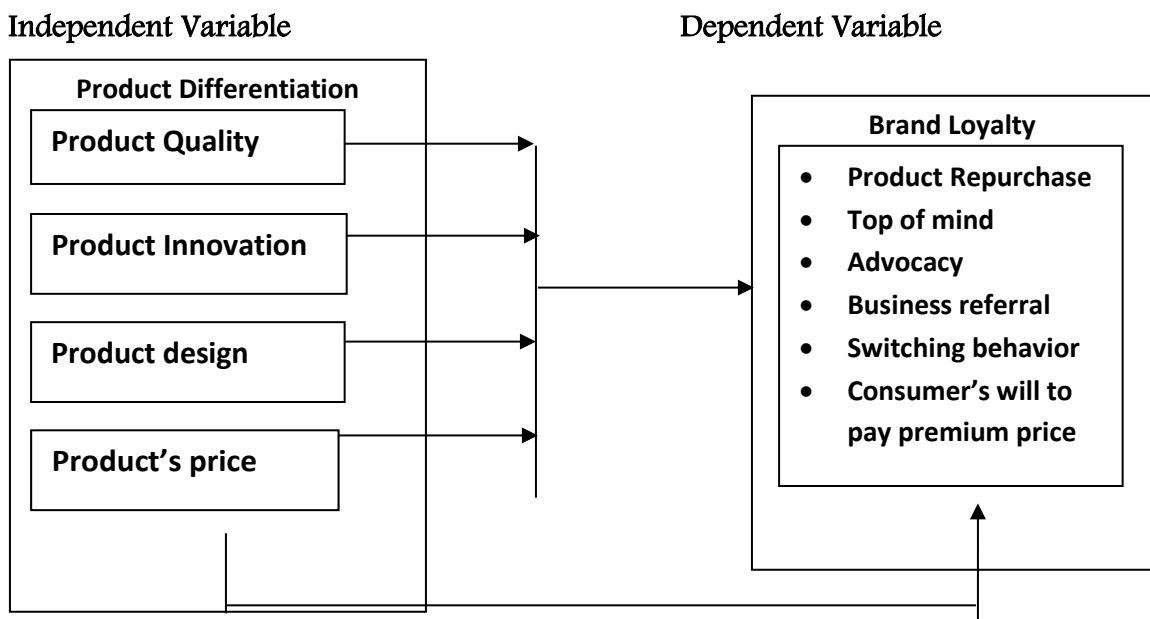 Independent Variable
Dependent Variable
Product Differentiation
Product Quality
Product Innovation
Product design
Product’s price
Brand Loyalty
• Product Repurchase
• Top of mind
• Advocacy
• Business referral
• Switching behavior
• Consumer’s will to
pay premium price